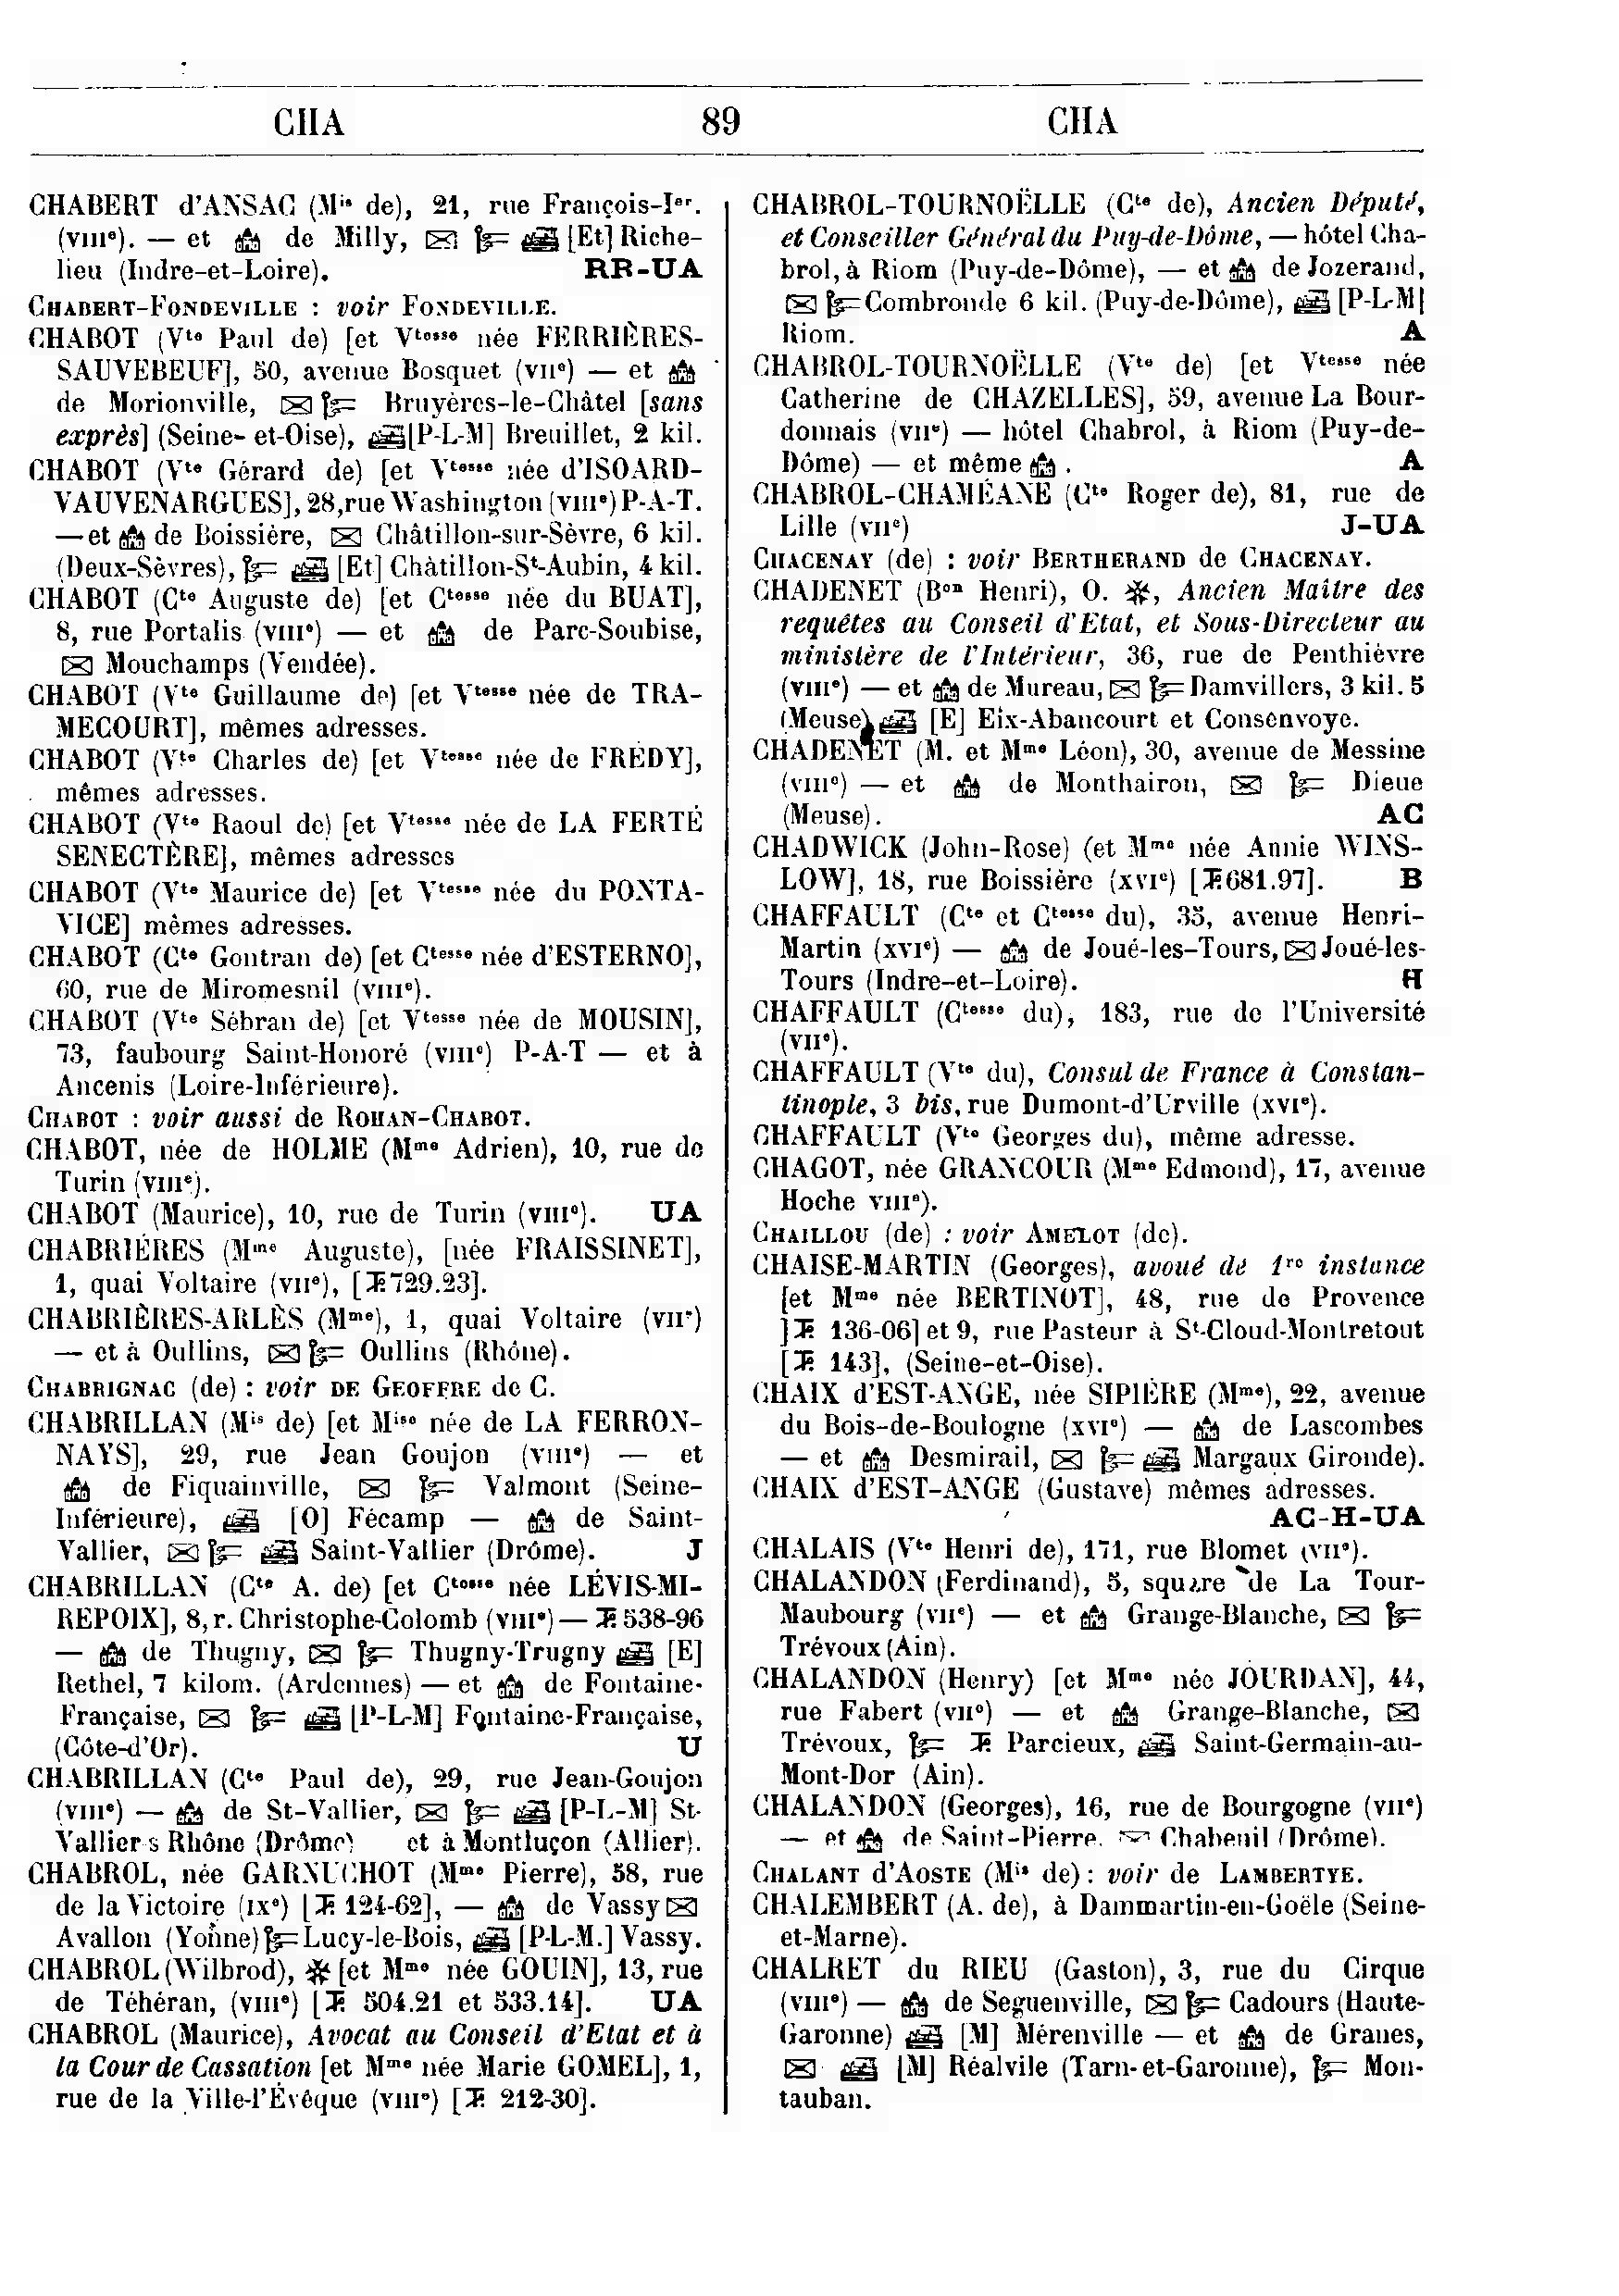 CHA 89 CHA
CHABERT d'ANSAC (Mis de), 21, rue François-Ier.
(VIIIe). — et de Milly, [Et] Riche-
lieu (Indre-et-Loire). RR-UA
CHABERT-FONDEVILLE : voir FONDEVILLE.
CHABOT (Vte Paul de) [et Vtesse née FERRIÈRES-
SAUVEBEUF], 50, avenue Bosquet (VIIe) — et
de Morionville, Bruyères-le-Châtel [sans
exprès] (Seine-et-Oise), [P-L-M] Breuillet, 2 kil.
CHABOT (Vte Gérard de) [et Vtesse née d'ISOARD-
VAUVENARGUES], 28, rue Washington (VIIIe) P-A-T.
— et de Boissière, Châtillon-sur-Sèvre, 6 kil.
(Deux-Sèvres), [Et] Châtillon-St-Aubin, 4 kil.
CHABOT (Cte Auguste de) [et Ctesse née du BUAT],
8, rue Portalis (VIIIe) — et de Parc-Soubise,
Mouchamps (Vendée).
CHABOT (Vte Guillaume de) [et Vtesse née de TRA-
MECOURT], mêmes adresses.
CHABOT (Vte Charles de) [et Vtesse née de FRÉDY],
mêmes adresses.
CHABOT (Vte Raoul de) [et Vtesse née de LA FERTÉ
SENECTÈRE], mêmes adresses
CHABOT (Vte Maurice de) [et Vtesse née du PONTA-
VICE] mêmes adresses.
CHABOT (Cte Gontran de) [et Ctesse née d'ESTERNO],
60, rue de Miromesnil (VIIIe).
CHABOT (Vte Sébran de) [et Vtesse née de MOUSIN],
73, faubourg Saint-Honoré (VIIIe) P-A-T — et à
Ancenis (Loire-Inférieure).
CHABOT : voir aussi de ROHAN-CHABOT.
CHABOT, née de HOLME (Mme Adrien), 10, rue de
Turin (VIIIe).
CHABOT (Maurice), 10, rue de Turin (VIIIe). UA
CHABRIÈRES (Mme Auguste), [née FRAISSINET],
1, quai Voltaire (VIIe), [729.23].
CHABRIÈRES-ARLÈS (Mme), 1, quai Voltaire (VIIe)
— et à Oullins, Oullins (Rhône).
CHABRIGNAC (de) : voir DE GEOFFRE de C.
CHABRILLAN (Mis de) [et Mise née de LA FERRON-
NAYS], 29, rue Jean Goujon (VIIIe) — et
de Fiquainville, Valmont (Seine-
Inférieure), [O] Fécamp — de Saint-
Vallier, Saint-Vallier (Drôme). J
CHABRILLAN (Cte A. de) [et Ctesse née LÉVIS-MI-
REPOIX], 8, r. Christophe-Colomb (VIIIe) — 538-96
— de Thugny, Thugny-Trugny [E]
Rethel, 7 kilom. (Ardennes) — et de Fontaine-
Française, [P-L-M] Fontaine-Française,
(Côte-d'Or). U
CHABRILLAN (Cte Paul de), 29, rue Jean-Goujon
(VIIIe) — de St-Vallier, [P-L-M] St-
Vallier s Rhône (Drôme) et à Montluçon (Allier).
CHABROL, née GARNUCHOT (Mme Pierre), 58, rue
de la Victoire (IXe) [124-62], — de Vassy
Avallon (Yonne) Lucy-le-Bois, [P-L-M.] Vassy.
CHABROL (Wilbrod), ✻ [et Mme née GOUIN], 13, rue
de Téhéran, (VIIIe) [504.21 et 533.14]. UA
CHABROL (Maurice), Avocat au Conseil d'Etat et à
la Cour de Cassation [et Mme née Marie GOMEL], 1,
rue de la Ville-l'Évêque (VIIIe) [212-30].
CHABROL-TOURNOËLLE (Cte de), Ancien Député,
et Conseiller Général du Puy-de-Dôme, — hôtel Cha-
brol, à Riom (Puy-de-Dôme), — et de Jozerand,
Combronde 6 kil. (Puy-de-Dôme), [P-L-M]
Riom. A
CHABROL-TOURNOËLLE (Vte de) [et Vtesse née
Catherine de CHAZELLES], 59, avenue La Bour-
donnais (VIIe) — hôtel Chabrol, à Riom (Puy-de-
Dôme) — et même . A
CHABROL-CHAMÉANE (Cte Roger de), 81, rue de
Lille (VIIe) J-UA
CHACENAY (de) : voir BERTHERAND de CHACENAY.
CHADENET (Bon Henri), O. ✻, Ancien Maître des
requêtes au Conseil d'Etat, et Sous-Directeur au
ministère de l'Intérieur, 36, rue de Penthièvre
(VIIIe) — et de Mureau, Damvillers, 3 kil. 5
(Meuse) [E] Eix-Abancourt et Consenvoye.
CHADENET (M. et Mme Léon), 30, avenue de Messine
(VIIIe) — et de Monthairon, Dieue
(Meuse). AC
CHADWICK (John-Rose) (et Mme née Annie WINS-
LOW], 18, rue Boissière (XVIe) [681.97]. B
CHAFFAULT (Cte et Ctesse du), 35, avenue Henri-
Martin (XVIe) — de Joué-les-Tours, Joué-les-
Tours (Indre-et-Loire). H
CHAFFAULT (Ctesse du), 183, rue de l'Université
(VIIe).
CHAFFAULT (Vte du), Consul de France à Constan-
tinople, 3 bis, rue Dumont-d'Urville (XVIe).
CHAFFAULT (Vte Georges du), même adresse.
CHAGOT, née GRANCOUR (Mme Edmond), 17, avenue
Hoche VIIIe).
CHAILLOU (de) : voir AMELOT (de).
CHAISE-MARTIN (Georges), avoué de 1re instance
[et Mme née BERTINOT], 48, rue de Provence
] 136-06] et 9, rue Pasteur à St-Cloud-Montretout
[143], (Seine-et-Oise).
CHAIX d'EST-ANGE, née SIPIÈRE (Mme), 22, avenue
du Bois-de-Boulogne (XVIe) — de Lascombes
— et Desmirail, Margaux Gironde).
CHAIX d'EST-ANGE (Gustave) mêmes adresses.
AC-H-UA
CHALAIS (Vte Henri de), 171, rue Blomet (VIIe).
CHALANDON (Ferdinand), 5, square de La Tour-
Maubourg (VIIe) — et Grange-Blanche,
Trévoux (Ain).
CHALANDON (Henry) [et Mme née JOURDAN], 44,
rue Fabert (VIIe) — et Grange-Blanche,
Trévoux, Parcieux, Saint-Germain-au-
Mont-Dor (Ain).
CHALANDON (Georges), 16, rue de Bourgogne (VIIe)
— et de Saint-Pierre. Chabeuil (Drôme).
CHALANT d'AOSTE (Mis de) : voir de LAMBERTYE.
CHALEMBERT (A. de), à Dammartin-en-Goële (Seine-
et-Marne).
CHALRET du RIEU (Gaston), 3, rue du Cirque
(VIIIe) — de Seguenville, Cadours (Haute-
Garonne) [M] Mérenville — et de Granes,
[M] Réalvile (Tarn-et-Garonne), Mon-
tauban.